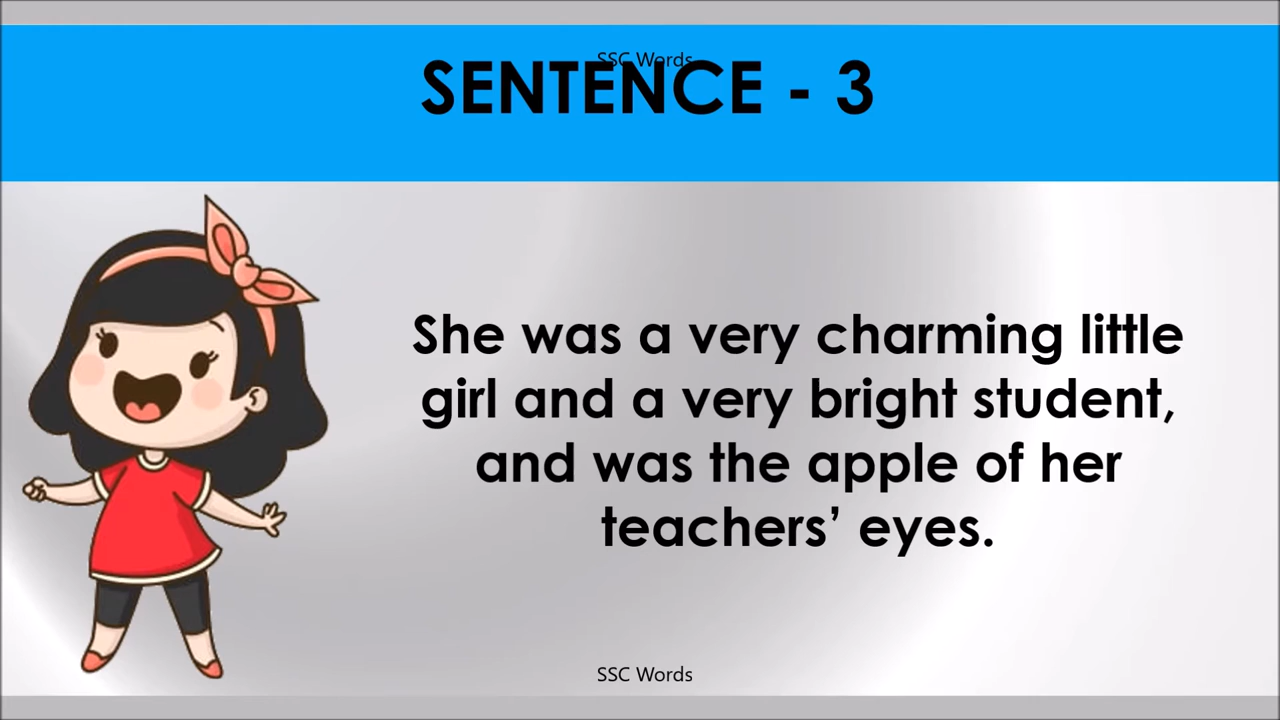 SSC Words
SENTENCE - 3
She was a very charming little
girl and a very bright student,
and was the apple of her
teachers’ eyes.
SSC Words